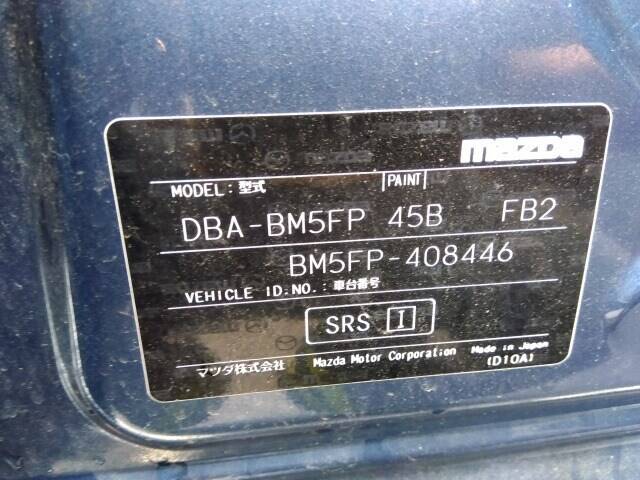 mazda
MODEL: 型式 PAINT
DBA-BM5FP 45B FB2
BM5FP-408446
VEHICLE ID.NO.: 車台番号
SRS I
マツダ株式会社 Mazda Motor Corporation Made in Japan
(D10A)